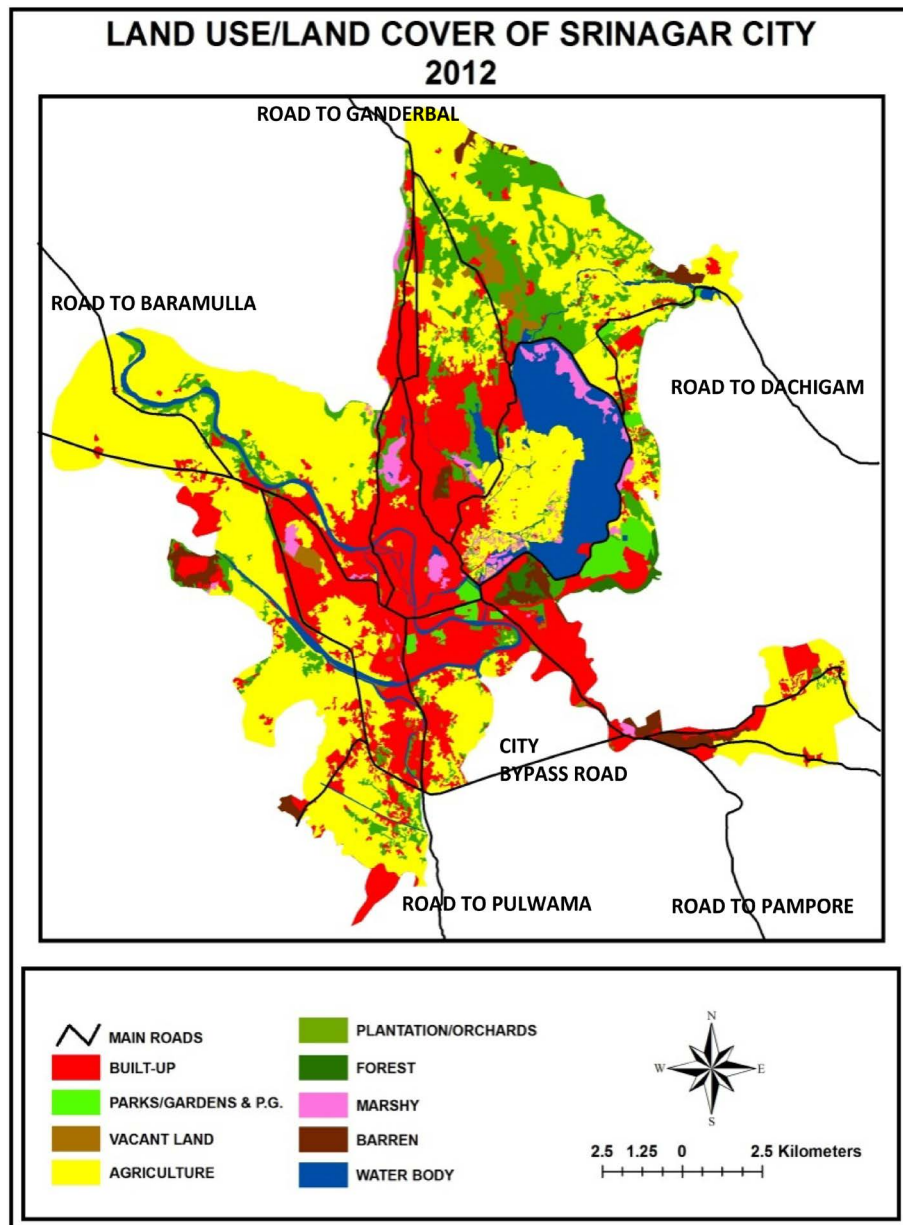 LAND USE/LAND COVER OF SRINAGAR CITY
2012
ROAD TO GANDERBAL
ROAD TO BARAMULLA
ROAD TO DACHIGAM
CITY
BYPASS ROAD
ROAD TO PULWAMA
ROAD TO PAMPORE
MAIN ROADS
BUILT-UP
PARKS/GARDENS & P.G.
VACANT LAND
AGRICULTURE
PLANTATION/ORCHARDS
FOREST
MARSHY
BARREN
WATER BODY
N
W E
S
2.5 1.25 0 2.5 Kilometers